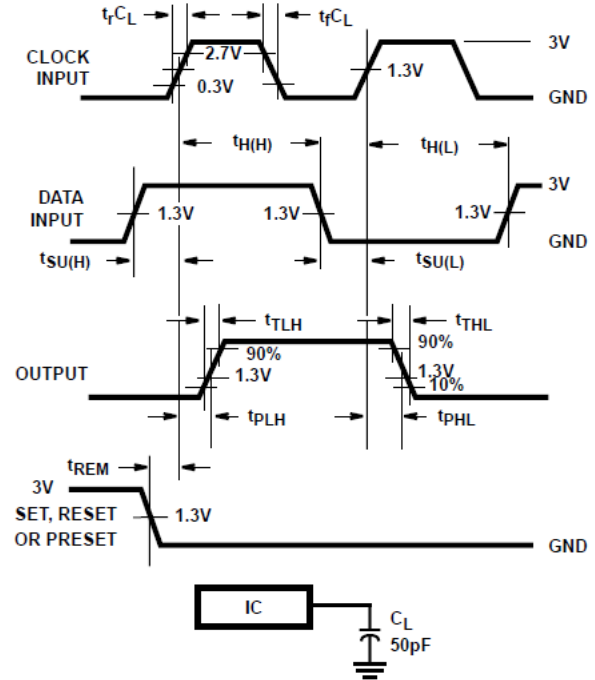 trCL tfCL
CLOCK
INPUT
2.7V
0.3V
1.3V
3V
GND
tH(H) tH(L)
DATA
INPUT
1.3V 1.3V 1.3V
3V
GND
tSU(H) tSU(L)
tTLH tTHL
OUTPUT
90% 90%
1.3V 1.3V
10%
tPLH tPHL
tREM
3V
SET, RESET
OR PRESET
1.3V
GND
IC
CL
50pF